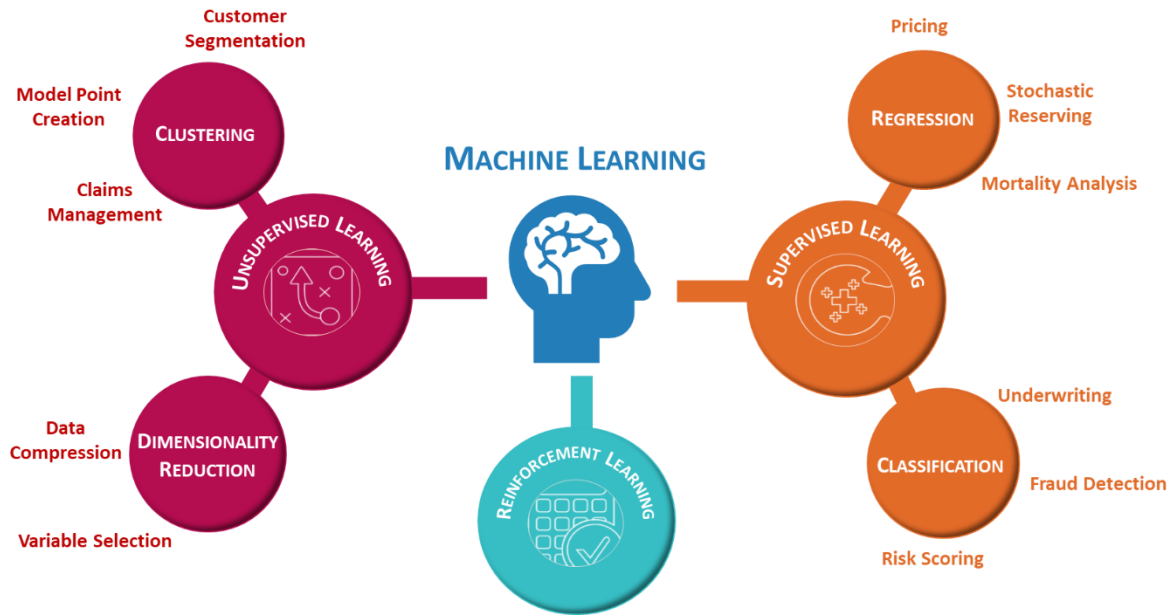 MACHINE LEARNING
UNSUPERVISED LEARNING
CLUSTERING
Customer
Segmentation
Model Point
Creation
Claims
Management
DIMENSIONALITY
REDUCTION
Data
Compression
Variable Selection
REINFORCEMENT LEARNING
SUPERVISED LEARNING
REGRESSION
Pricing
Stochastic
Reserving
Mortality Analysis
CLASSIFICATION
Underwriting
Fraud Detection
Risk Scoring